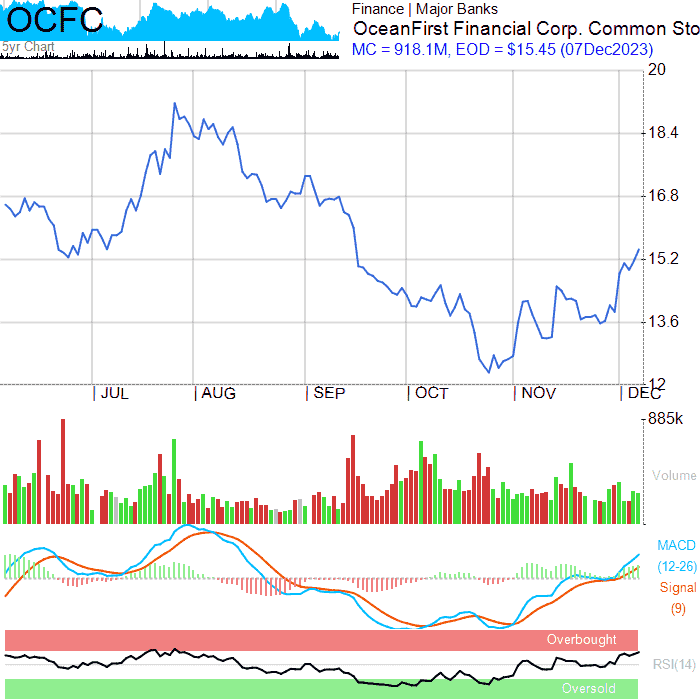 OCFC
5yr Chart
Finance | Major Banks
OceanFirst Financial Corp. Common Sto
MC = 918.1M, EOD = $15.45 (07Dec2023)
20
18.4
16.8
15.2
13.6
12
JUL AUG SEP OCT NOV DEC
885k
Volume
MACD
(12-26)
Signal
(9)
Overbought
RSI(14)
Oversold